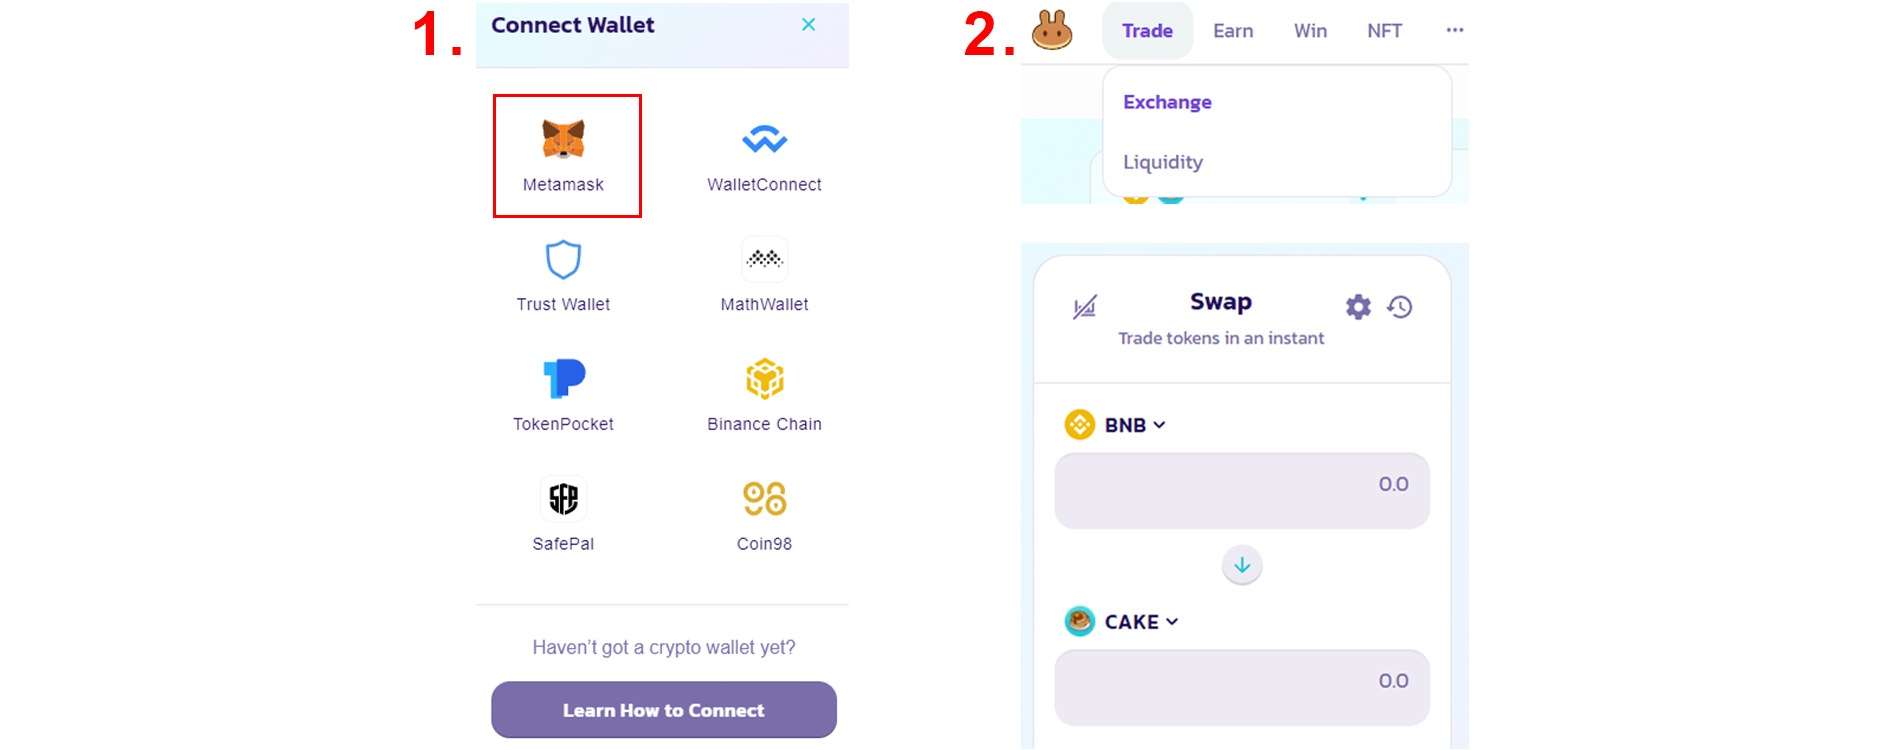 1.
Connect Wallet
Metamask
WalletConnect
Trust Wallet
MathWallet
TokenPocket
Binance Chain
SFP
SafePal
98
Coin98
Haven't got a crypto wallet yet?
Learn How to Connect
2.
Trade Earn Win NFT ...
Exchange
Liquidity
Swap
Trade tokens in an instant
BNB
0.0
CAKE
0.0